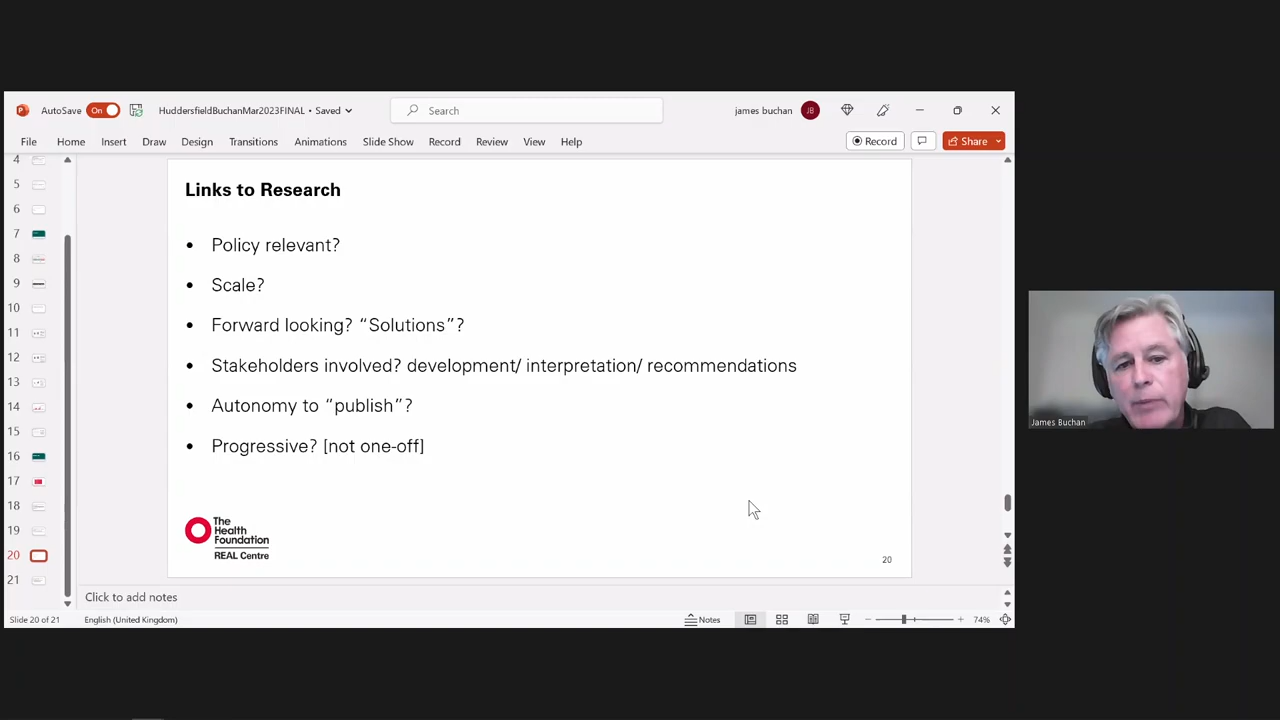 AutoSave On HuddersfieldBuchanMar2023FINAL • Saved Search james buchan JB
File Home Insert Draw Design Transitions Animations Slide Show Record Review View Help Record Share
4
5
6
7
8
9
10
11
12
13
14
15
16
17
18
19
20
21
Links to Research
• Policy relevant?
• Scale?
• Forward looking? “Solutions”?
• Stakeholders involved? development/ interpretation/ recommendations
• Autonomy to “publish”?
• Progressive? [not one-off]
The
Health
Foundation
REAL Centre
20
Click to add notes
Slide 20 of 21 English (United Kingdom) Notes 74%
James Buchan